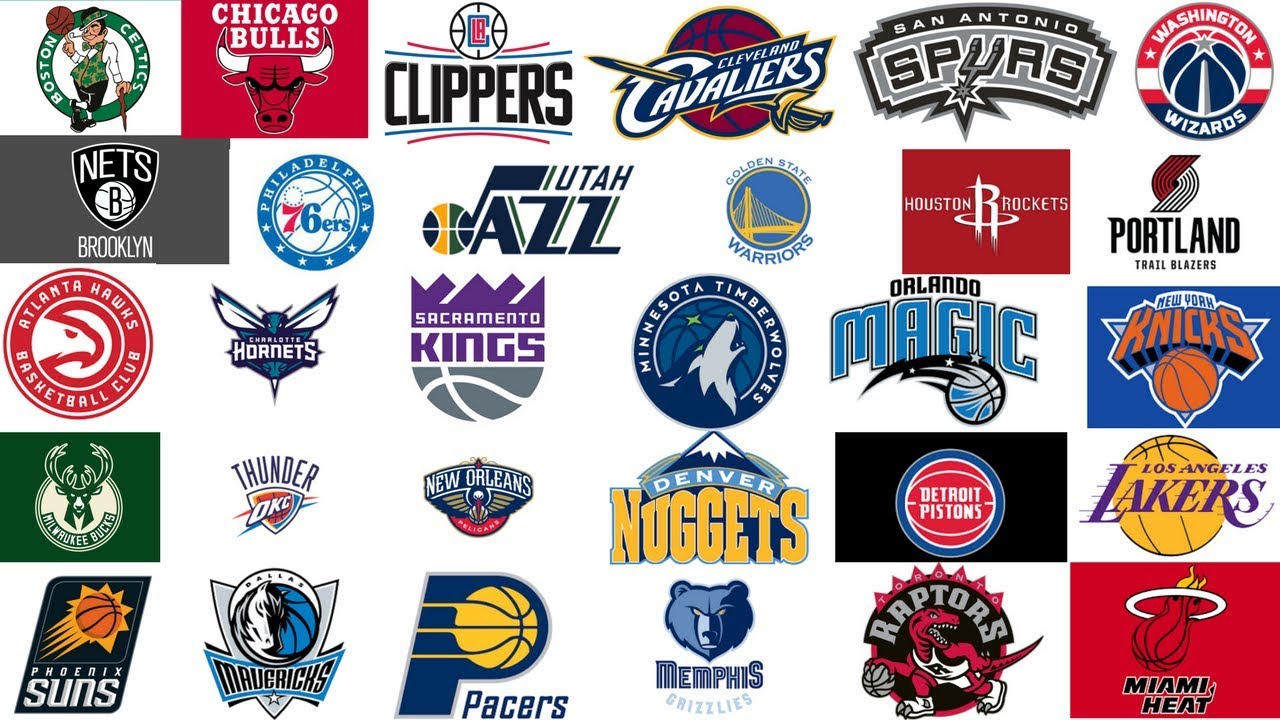 BOSTON CELTICS
CHICAGO
BULLS
LA
CLIPPERS
CLEVELAND
CAVALIERS
SAN ANTONIO
SPURS
WASHINGTON
WIZARDS
NETS
B
BROOKLYN
PHILADELPHIA
76ers
UTAH
JAZZ
GOLDEN STATE
WARRIORS
HOUSTON R ROCKETS
PORTLAND
TRAIL BLAZERS
ATLANTA HAWKS
BASKETBALL CLUB
CHARLOTTE
HORNETS
SACRAMENTO
KINGS
MINNESOTA TIMBERWOLVES
ORLANDO
MAGIC
NEW YORK
KNICKS
MILWAUKEE BUCKS
THUNDER
OKC
NEW ORLEANS
PELICANS
DENVER
NUGGETS
DETROIT
PISTONS
LOS ANGELES
LAKERS
PHOENIX
SUNS
DALLAS
MAVERICKS
P
Pacers
MEMPHIS
GRIZZLIES
TORONTO
RAPTORS
MIAMI
HEAT